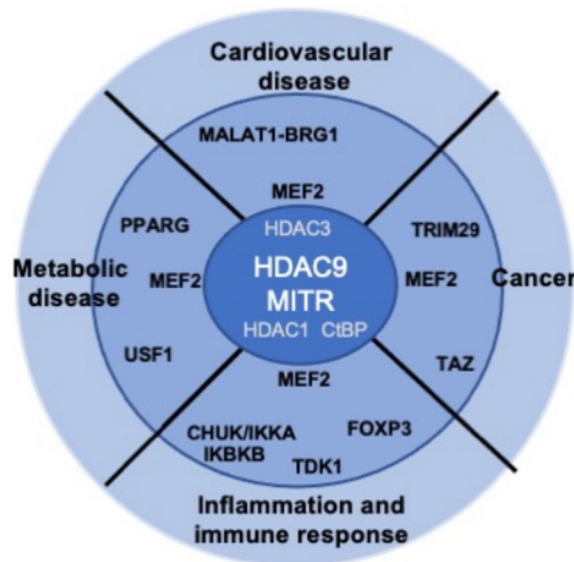 Cardiovascular
disease
MALAT1-BRG1
MEF2
PPARG
HDAC3
TRIM29
HDAC9
MITR
Metabolic
disease
MEF2
MEF2
Cancer
HDAC1 CtBP
USF1
MEF2
TAZ
CHUK/IKKA
IKBKB
FOXP3
TDK1
Inflammation and
immune response